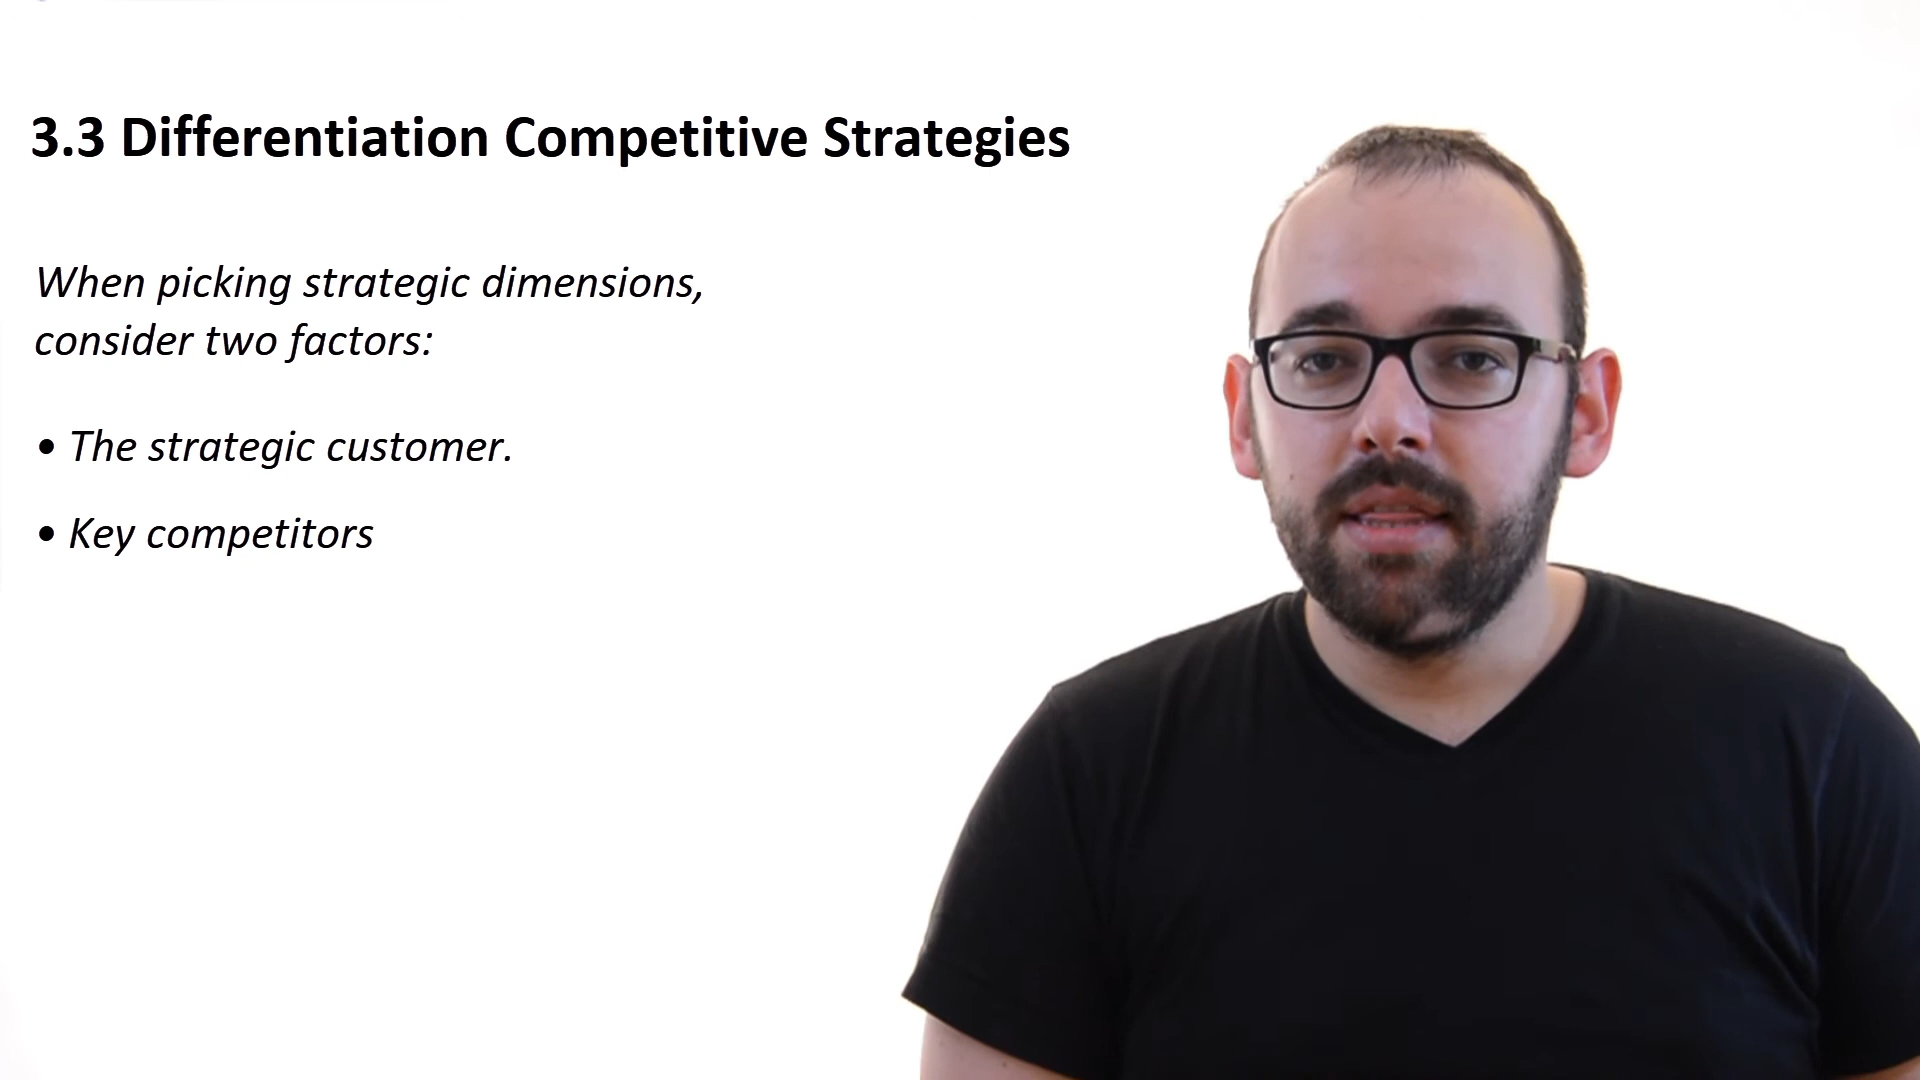 3.3 Differentiation Competitive Strategies
When picking strategic dimensions,
consider two factors:
• The strategic customer.
• Key competitors